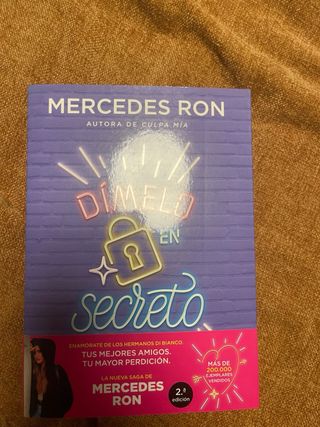 MERCEDES RON
AUTORA DE CULPA MÍA
DÍMELO
EN
secreto
ENAMÓRATE DE LOS HERMANOS DI BIANCO.
TUS MEJORES AMIGOS.
TU MAYOR PERDICIÓN.
LA NUEVA SAGA DE
MERCEDES
RON
2.ª
edición
MÁS DE
200.000
EJEMPLARES
VENDIDOS